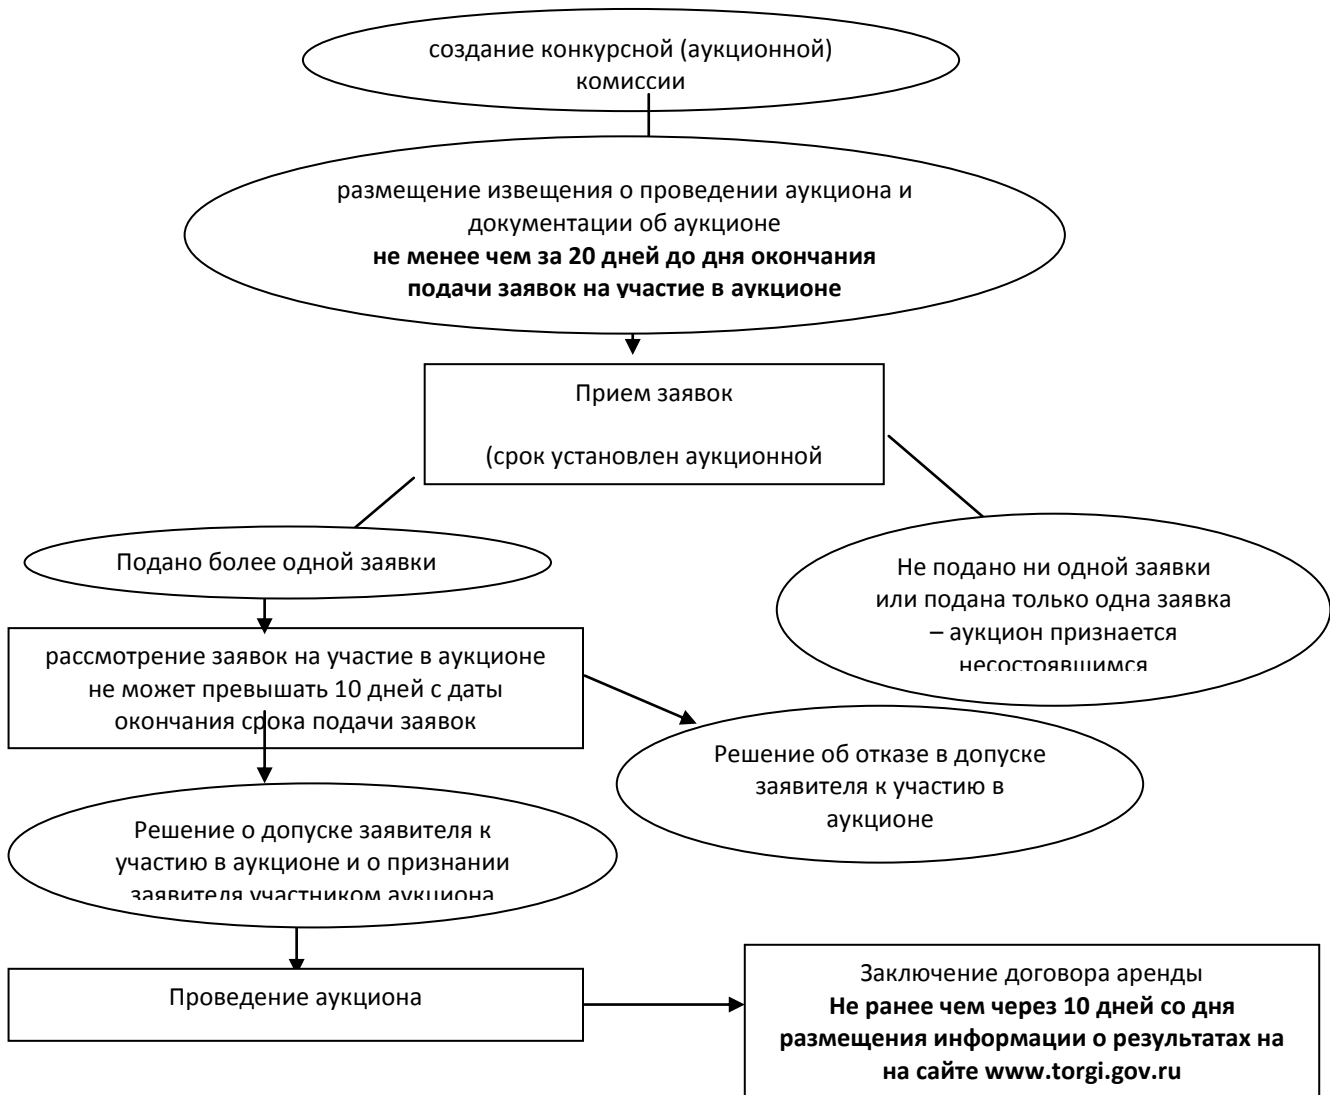 создание конкурсной (аукционной)
комиссии
размещение извещения о проведении аукциона и
документации об аукционе
не менее чем за 20 дней до дня окончания
подачи заявок на участие в аукционе
Прием заявок
(срок установлен аукционной
Подано более одной заявки
Не подано ни одной заявки
или подана только одна заявка
– аукцион признается
несостоявшимся
рассмотрение заявок на участие в аукционе
не может превышать 10 дней с даты
окончания срока подачи заявок
Решение об отказе в допуске
заявителя к участию в
аукционе
Решение о допуске заявителя к
участию в аукционе и о признании
заявителя участником аукциона
Проведение аукциона
Заключение договора аренды
Не ранее чем через 10 дней со дня
размещения информации о результатах на
на сайте www.torgi.gov.ru